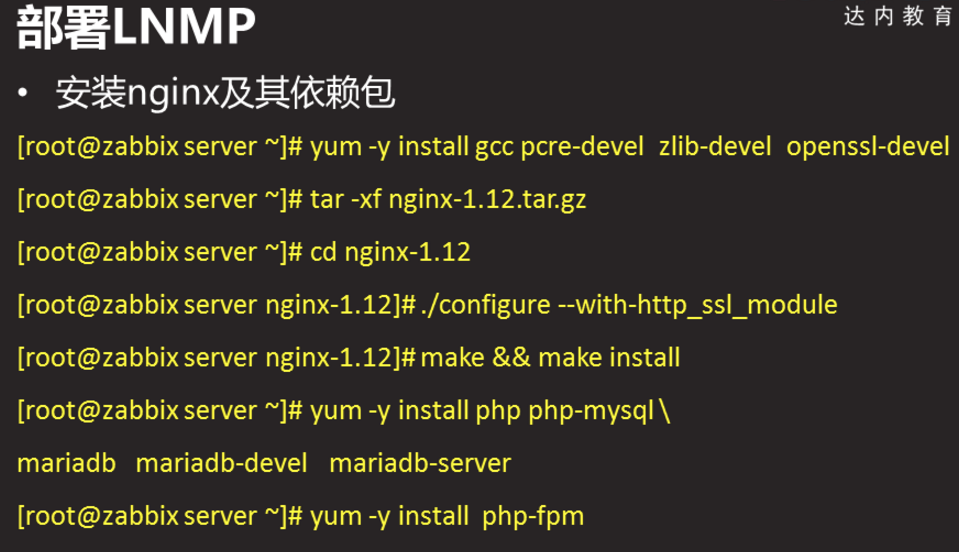 部署LNMP
达内教育
• 安装nginx及其依赖包
[root@zabbix server ~]# yum -y install gcc pcre-devel zlib-devel openssl-devel
[root@zabbix server ~]# tar -xf nginx-1.12.tar.gz
[root@zabbix server ~]# cd nginx-1.12
[root@zabbix server nginx-1.12]# ./configure --with-http_ssl_module
[root@zabbix server nginx-1.12]# make && make install
[root@zabbix server ~]# yum -y install php php-mysql \
mariadb mariadb-devel mariadb-server
[root@zabbix server ~]# yum -y install php-fpm